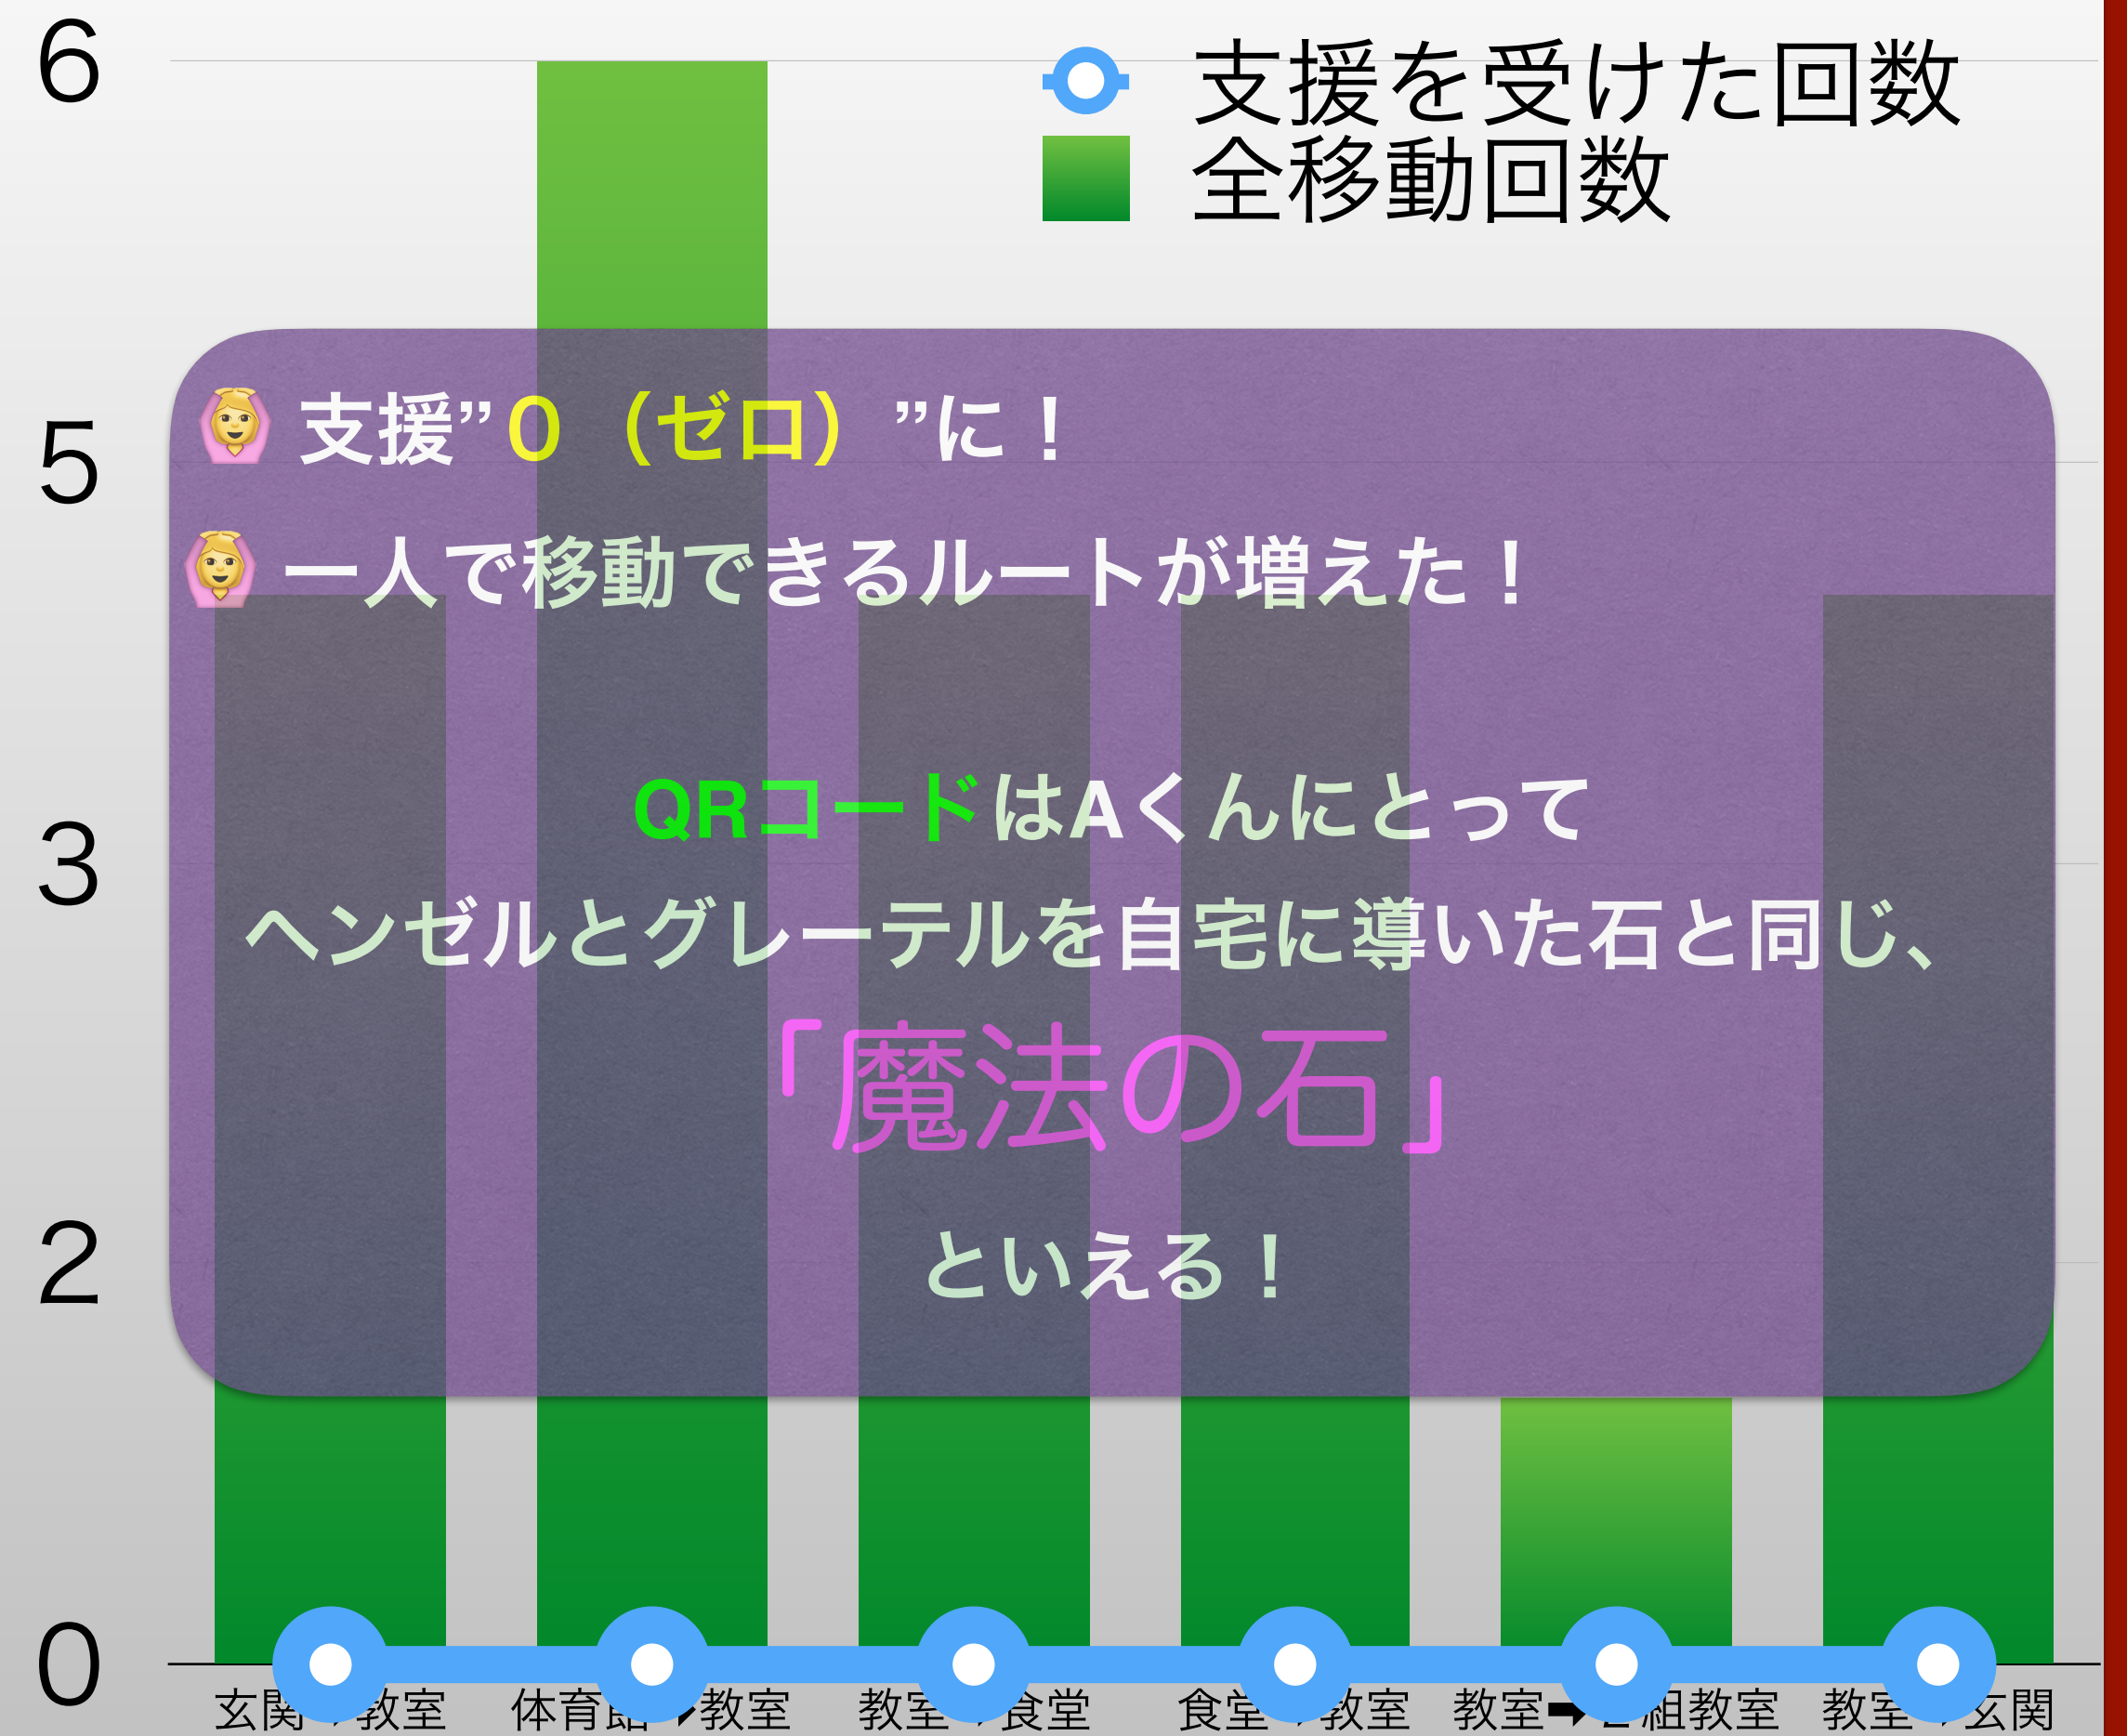 6
5
3
2
0
支援を受けた回数
全移動回数
支援”０（ゼロ）”に！
一人で移動できるルートが増えた！
QRコードはAくんにとって
ヘンゼルとグレーテルを自宅に導いた石と同じ、
「魔法の石」
といえる！
玄関 教室
体育館➡教室
教室 食堂
食堂 教室
教室➡ 組教室
教室 玄関